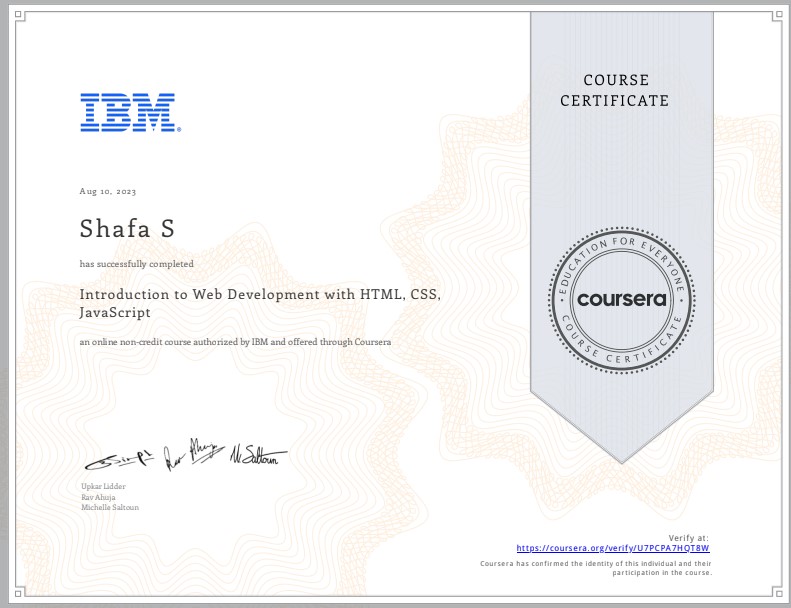 COURSE
CERTIFICATE
IBM®
Aug 10, 2023
Shafa S
has successfully completed
Introduction to Web Development with HTML, CSS,
JavaScript
an online non-credit course authorized by IBM and offered through Coursera
EDUCATION FOR EVERYONE
coursera
COURSE CERTIFICATE
Upkar Lidder
Rav Ahuja
Michelle Saltoun
Verify at:
https://coursera.org/verify/U7PCPA7HQT8W
Coursera has confirmed the identity of this individual and their
participation in the course.